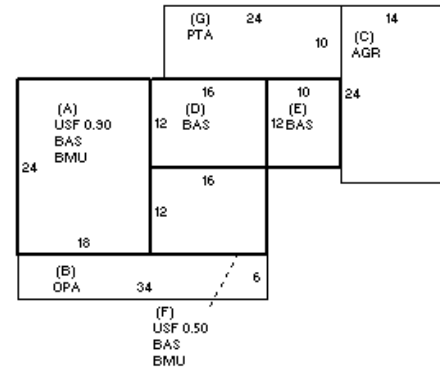 (G) 24
PTA
10
14
(C)
AGR
24
(A)
USF 0.90
BAS
BMU
24
18
16
(D)
12 BAS
10
(E)
12 BAS
16
12
(B)
OPA 34
6
(F)
USF 0.50
BAS
BMU